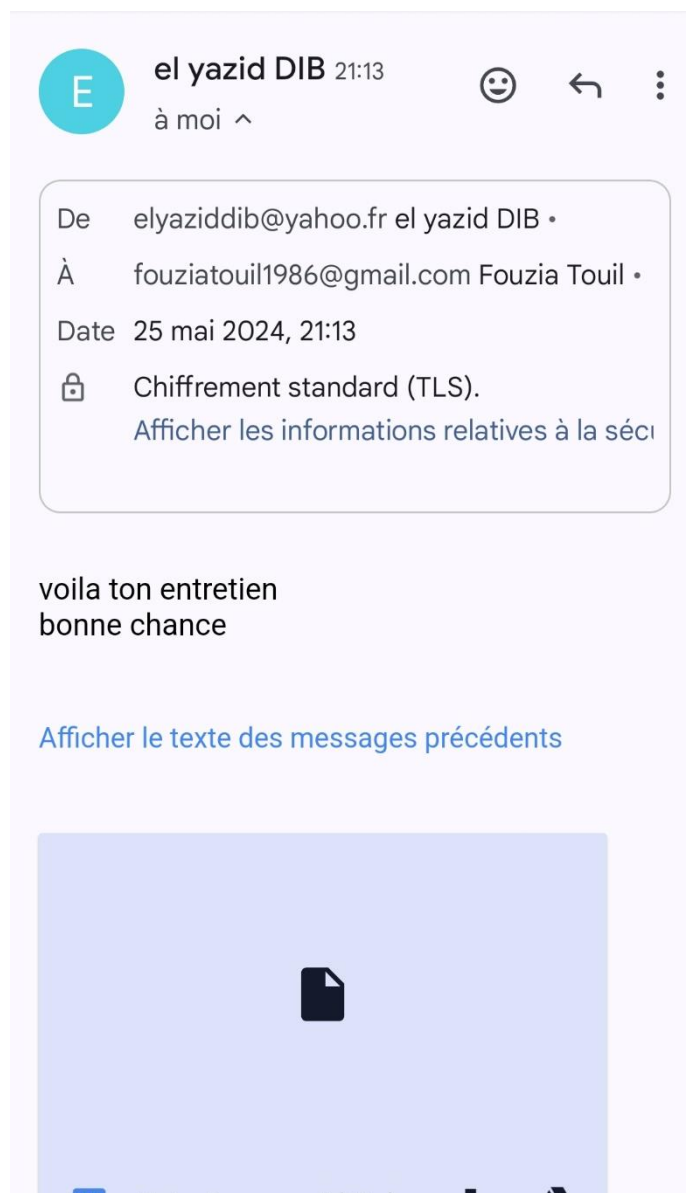 E
el yazid DIB 21:13
à moi
De elyaziddib@yahoo.fr el yazid DIB •
À fouziatouil1986@gmail.com Fouzia Touil •
Date 25 mai 2024, 21:13
Chiffrement standard (TLS).
Afficher les informations relatives à la sécu
voila ton entretien
bonne chance
Afficher le texte des messages précédents